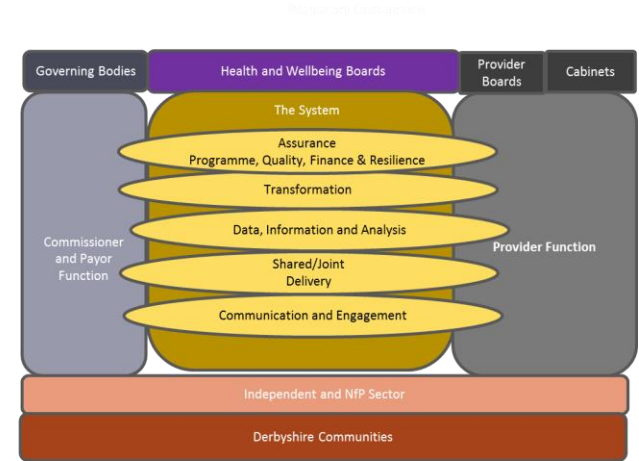 Governing Bodies
Health and Wellbeing Boards
Provider
Boards
Cabinets
The System
Assurance
Programme, Quality, Finance & Resilience
Transformation
Data, Information and Analysis
Shared/Joint
Delivery
Communication and Engagement
Commissioner
and Payor
Function
Provider Function
Independent and NfP Sector
Derbyshire Communities